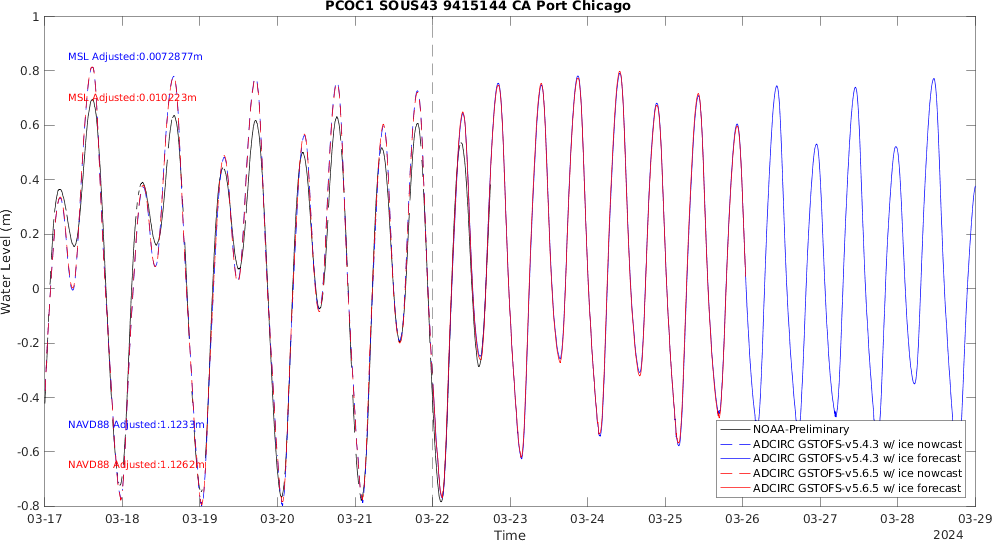 PCOC1 SOUS43 9415144 CA Port Chicago
1
0.8
0.6
0.4
0.2
0
-0.2
-0.4
-0.6
-0.8
Water Level (m)
MSL Adjusted:0.0072877m
MSL Adjusted:0.010223m
NAVD88 Adjusted:1.1233m
NAVD88 Adjusted:1.1262m
NOAA-Preliminary
ADCIRC GSTOFS-v5.4.3 w/ ice nowcast
ADCIRC GSTOFS-v5.4.3 w/ ice forecast
ADCIRC GSTOFS-v5.6.5 w/ ice nowcast
ADCIRC GSTOFS-v5.6.5 w/ ice forecast
03-17 03-18 03-19 03-20 03-21 03-22 03-23 03-24 03-25 03-26 03-27 03-28 03-29
Time
2024